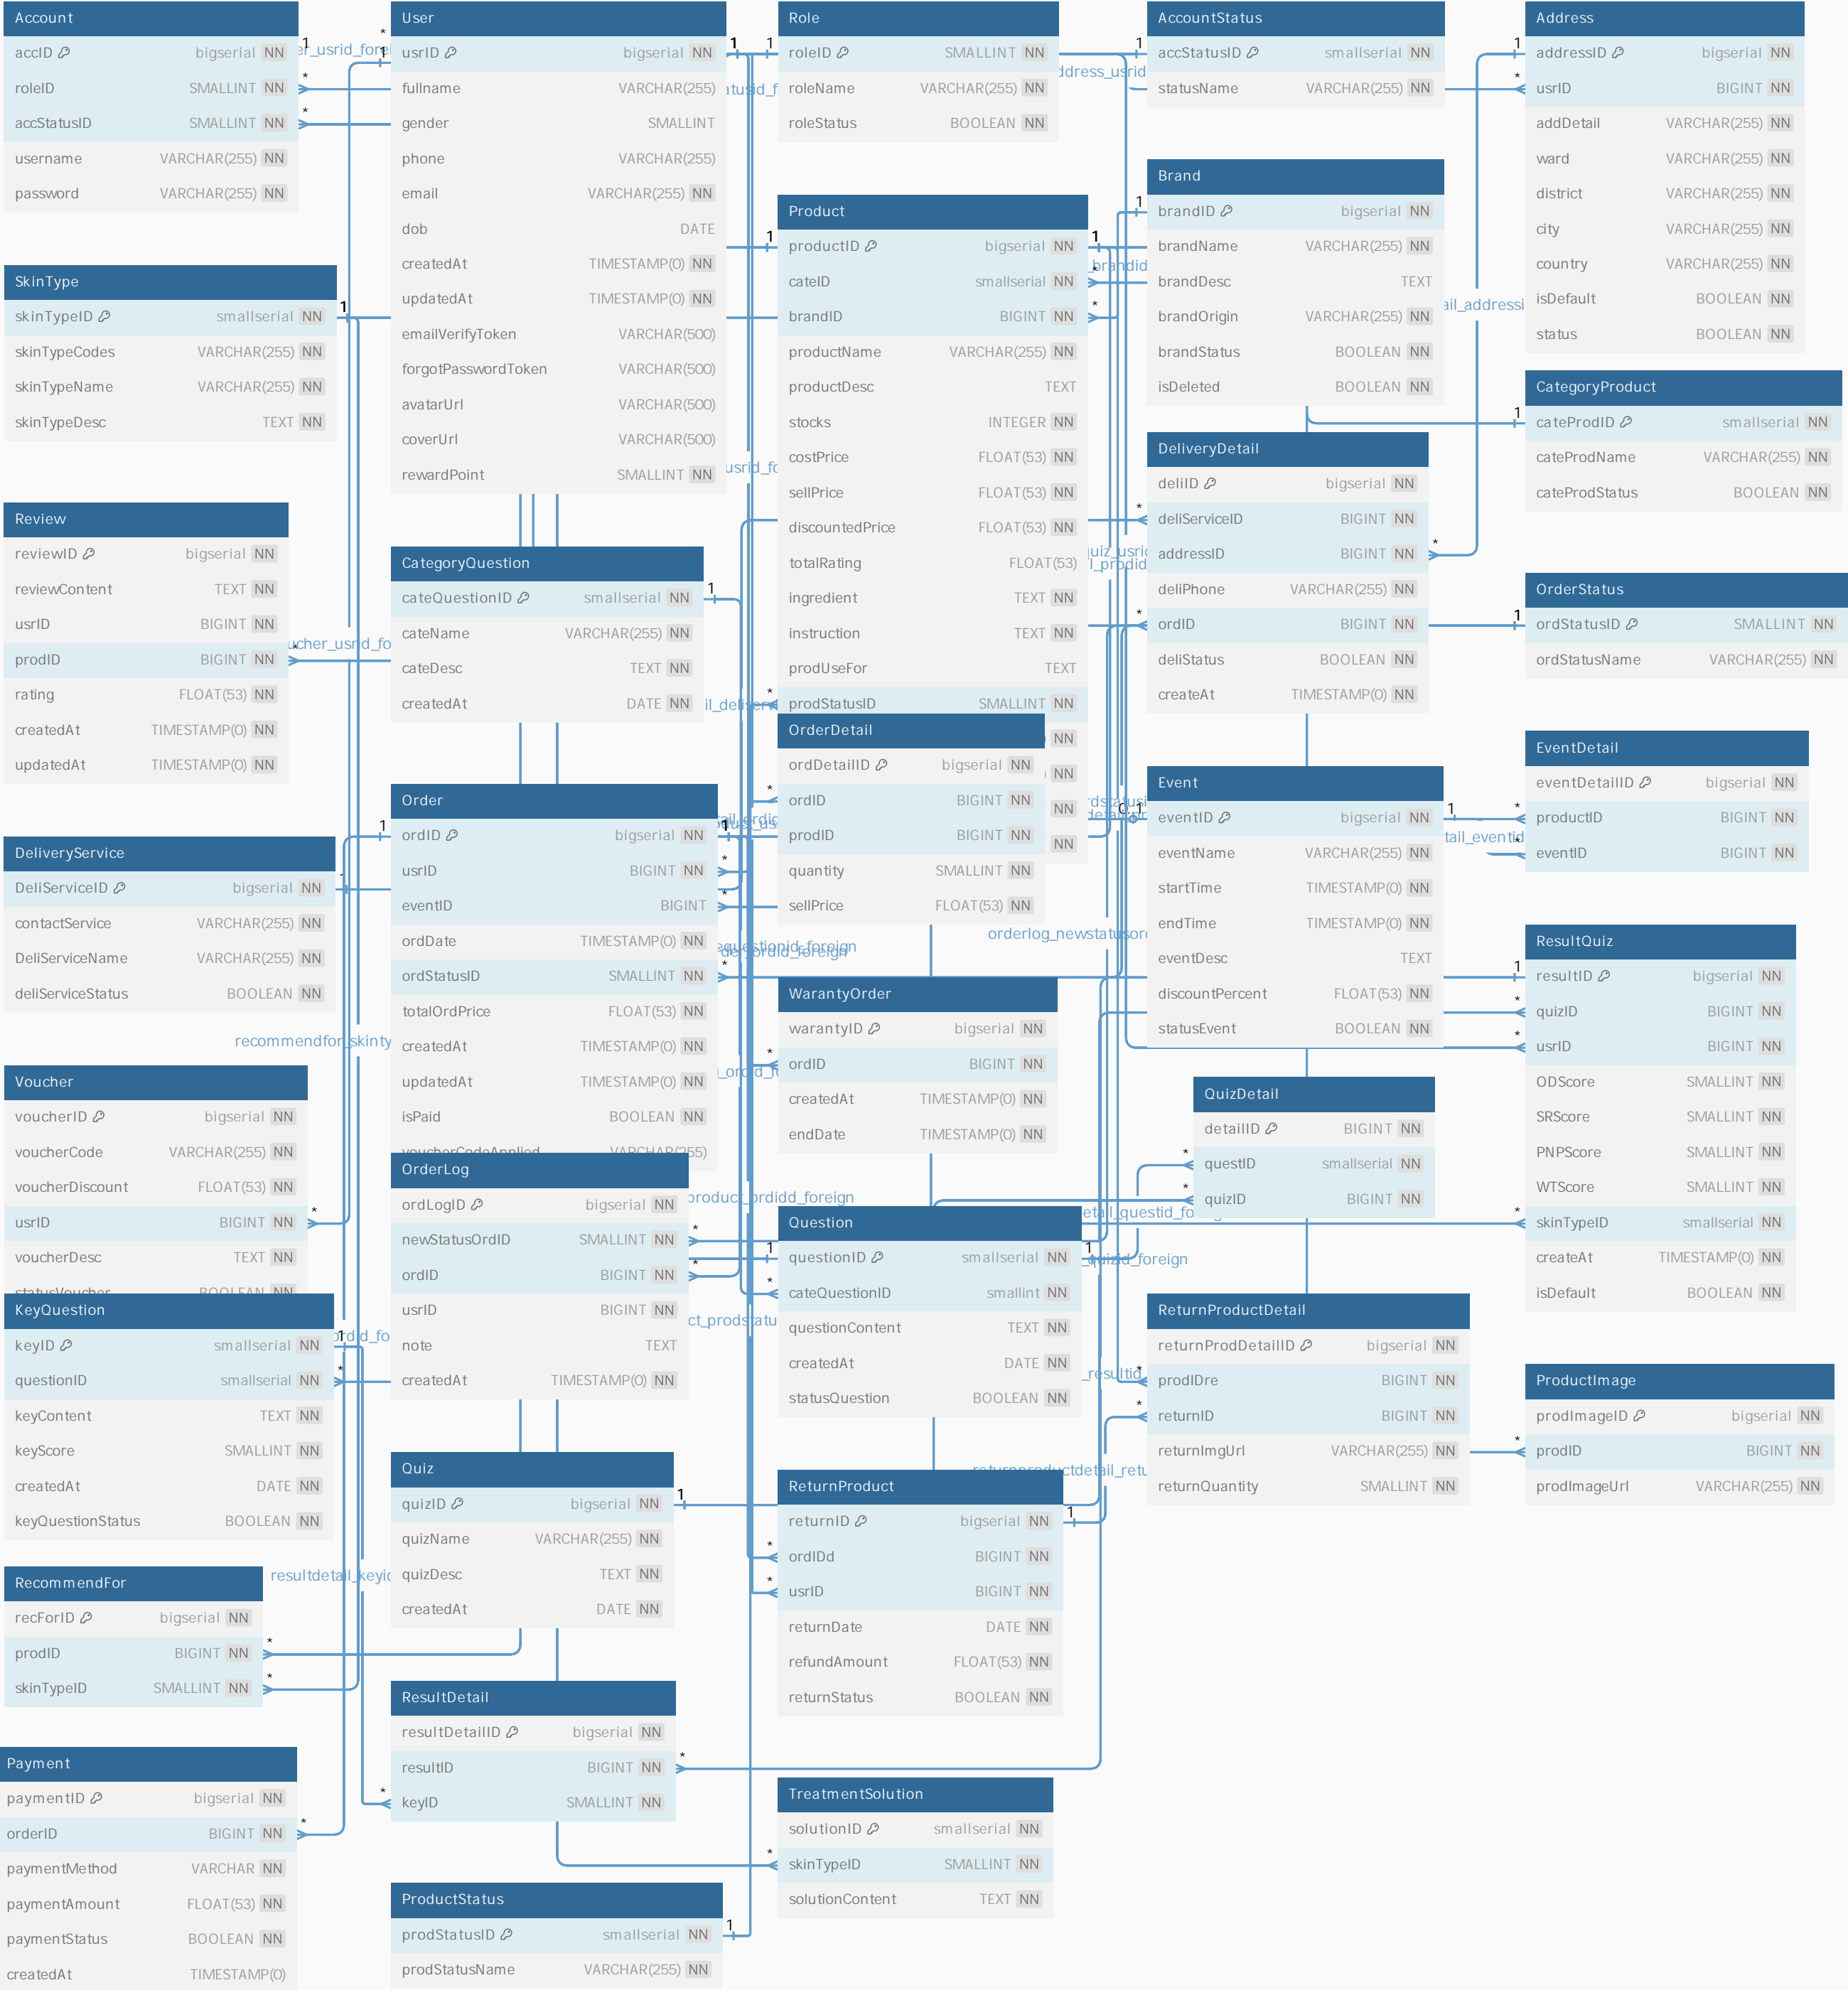 Account
accID bigserial NN
roleID SMALLINT NN
accStatusID SMALLINT NN
username VARCHAR(255) NN
password VARCHAR(255) NN
SkinType
skinTypeID smallserial NN
skinTypeCodes VARCHAR(255) NN
skinTypeName VARCHAR(255) NN
skinTypeDesc TEXT NN
Review
reviewID bigserial NN
reviewContent TEXT NN
usrID BIGINT NN
prodID BIGINT NN
rating FLOAT(53) NN
createdAt TIMESTAMP(0) NN
updatedAt TIMESTAMP(0) NN
DeliveryService
DeliServiceID bigserial NN
contactService VARCHAR(255) NN
DeliServiceName VARCHAR(255) NN
deliServiceStatus BOOLEAN NN
Voucher
voucherID bigserial NN
voucherCode VARCHAR(255) NN
voucherDiscount FLOAT(53) NN
usrID BIGINT NN
voucherDesc TEXT NN
statusVoucher BOOLEAN NN
KeyQuestion
keyID smallserial NN
questionID smallserial NN
keyContent TEXT NN
keyScore SMALLINT NN
createdAt DATE NN
keyQuestionStatus BOOLEAN NN
RecommendFor
recForID bigserial NN
prodID BIGINT NN
skinTypeID SMALLINT NN
Payment
paymentID bigserial NN
orderID BIGINT NN
paymentMethod VARCHAR NN
paymentAmount FLOAT(53) NN
paymentStatus BOOLEAN NN
createdAt TIMESTAMP(0)
User
usrID bigserial NN
fullname VARCHAR(255)
gender SMALLINT
phone VARCHAR(255)
email VARCHAR(255) NN
dob DATE
createdAt TIMESTAMP(0) NN
updatedAt TIMESTAMP(0) NN
emailVerifyToken VARCHAR(500)
forgotPasswordToken VARCHAR(500)
avatarUrl VARCHAR(500)
coverUrl VARCHAR(500)
rewardPoint SMALLINT NN
CategoryQuestion
cateQuestionID smallserial NN
cateName VARCHAR(255) NN
cateDesc TEXT NN
createdAt DATE NN
Order
ordID bigserial NN
usrID BIGINT NN
eventID BIGINT
ordDate TIMESTAMP(0) NN
ordStatusID SMALLINT NN
totalOrdPrice FLOAT(53) NN
createdAt TIMESTAMP(0) NN
updatedAt TIMESTAMP(0) NN
isPaid BOOLEAN NN
voucherCodeApplied VARCHAR(255)
OrderLog
ordLogID bigserial NN
newStatusOrdID SMALLINT NN
ordID BIGINT NN
usrID BIGINT NN
note TEXT
createdAt TIMESTAMP(0) NN
Quiz
quizID bigserial NN
quizName VARCHAR(255) NN
quizDesc TEXT NN
createdAt DATE NN
ResultDetail
resultDetailID bigserial NN
resultID BIGINT NN
keyID SMALLINT NN
ProductStatus
prodStatusID smallserial NN
prodStatusName VARCHAR(255) NN
Role
roleID SMALLINT NN
roleName VARCHAR(255) NN
roleStatus BOOLEAN NN
Product
productID bigserial NN
cateID smallserial NN
brandID BIGINT NN
productName VARCHAR(255) NN
productDesc TEXT
stocks INTEGER NN
costPrice FLOAT(53) NN
sellPrice FLOAT(53) NN
discountedPrice FLOAT(53) NN
totalRating FLOAT(53)
ingredient TEXT NN
instruction TEXT NN
prodUseFor TEXT
prodStatusID SMALLINT NN
NN
NN
NN
NN
OrderDetail
ordDetailID bigserial NN
ordID BIGINT NN
prodID BIGINT NN
quantity SMALLINT NN
sellPrice FLOAT(53) NN
WarantyOrder
warantyID bigserial NN
ordID BIGINT NN
createdAt TIMESTAMP(0) NN
endDate TIMESTAMP(0) NN
Question
questionID smallserial NN
cateQuestionID smallint NN
questionContent TEXT NN
createdAt DATE NN
statusQuestion BOOLEAN NN
ReturnProduct
returnID bigserial NN
ordIDd BIGINT NN
usrID BIGINT NN
returnDate DATE NN
refundAmount FLOAT(53) NN
returnStatus BOOLEAN NN
TreatmentSolution
solutionID smallserial NN
skinTypeID SMALLINT NN
solutionContent TEXT NN
AccountStatus
accStatusID smallserial NN
statusName VARCHAR(255) NN
Brand
brandID bigserial NN
brandName VARCHAR(255) NN
brandDesc TEXT
brandOrigin VARCHAR(255) NN
brandStatus BOOLEAN NN
isDeleted BOOLEAN NN
DeliveryDetail
deliID bigserial NN
deliServiceID BIGINT NN
addressID BIGINT NN
deliPhone VARCHAR(255) NN
ordID BIGINT NN
deliStatus BOOLEAN NN
createAt TIMESTAMP(0) NN
Event
eventID bigserial NN
eventName VARCHAR(255) NN
startTime TIMESTAMP(0) NN
endTime TIMESTAMP(0) NN
eventDesc TEXT
discountPercent FLOAT(53) NN
statusEvent BOOLEAN NN
QuizDetail
detailID BIGINT NN
questID smallserial NN
quizID BIGINT NN
ReturnProductDetail
returnProdDetailID bigserial NN
prodIDre BIGINT NN
returnID BIGINT NN
returnImgUrl VARCHAR(255) NN
returnQuantity SMALLINT NN
Address
addressID bigserial NN
usrID BIGINT NN
addDetail VARCHAR(255) NN
ward VARCHAR(255) NN
district VARCHAR(255) NN
city VARCHAR(255) NN
country VARCHAR(255) NN
isDefault BOOLEAN NN
status BOOLEAN NN
CategoryProduct
cateProdID smallserial NN
cateProdName VARCHAR(255) NN
cateProdStatus BOOLEAN NN
OrderStatus
ordStatusID SMALLINT NN
ordStatusName VARCHAR(255) NN
EventDetail
eventDetailID bigserial NN
productID BIGINT NN
eventID BIGINT NN
ResultQuiz
resultID bigserial NN
quizID BIGINT NN
usrID BIGINT NN
ODScore SMALLINT NN
SRScore SMALLINT NN
PNPScore SMALLINT NN
WTScore SMALLINT NN
skinTypeID smallserial NN
createAt TIMESTAMP(0) NN
isDefault BOOLEAN NN
ProductImage
prodImageID bigserial NN
prodID BIGINT NN
prodImageUrl VARCHAR(255) NN
recommendfor_skinty
resultdetail_keyid
orderlog_newstatusor
product_ordidd_foreign
returnproductdetail_retu